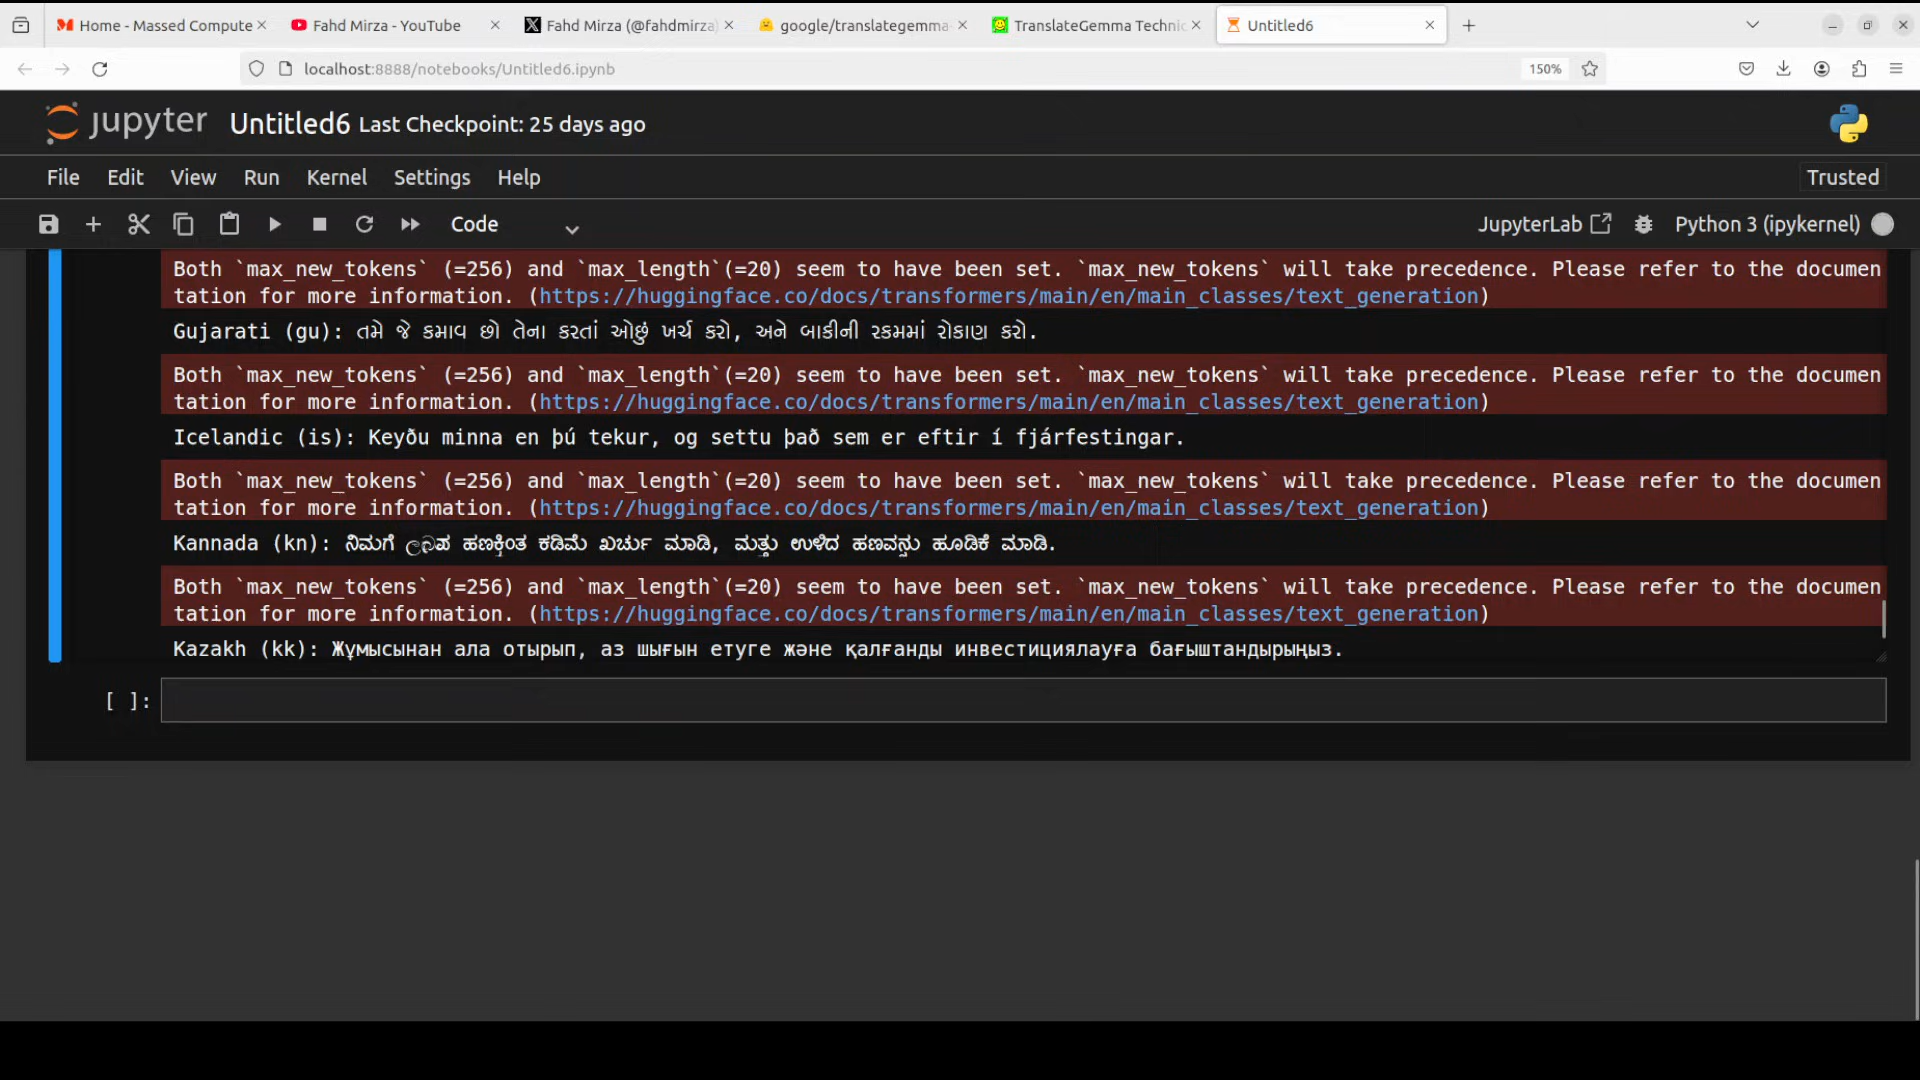 Home - Massed Compute
Fahd Mirza - YouTube
Fahd Mirza (@fahdmirza)
google/translategemma
TranslateGemma Technic
Untitled6
localhost:8888/notebooks/Untitled6.ipynb
150%
jupyter Untitled6 Last Checkpoint: 25 days ago
File Edit View Run Kernel Settings Help
Trusted
Code
JupyterLab
Python 3 (ipykernel)
Both `max_new_tokens` (=256) and `max_length`(=20) seem to have been set. `max_new_tokens` will take precedence. Please refer to the documen
tation for more information. (https://huggingface.co/docs/transformers/main/en/main_classes/text_generation)
Gujarati (gu): તમે જે કમાવ છો તેના કરતાં ઓછું ખર્ચ કરો, અને બાકીની રકમમાં રોકાણ કરો.
Both `max_new_tokens` (=256) and `max_length`(=20) seem to have been set. `max_new_tokens` will take precedence. Please refer to the documen
tation for more information. (https://huggingface.co/docs/transformers/main/en/main_classes/text_generation)
Icelandic (is): Keyðu minna en þú tekur, og settu það sem er eftir í fjárfestingar.
Both `max_new_tokens` (=256) and `max_length`(=20) seem to have been set. `max_new_tokens` will take precedence. Please refer to the documen
tation for more information. (https://huggingface.co/docs/transformers/main/en/main_classes/text_generation)
Kannada (kn): ನಿಮಗೆ ಹಣಕ್ಕಿಂತ ಕಡಿಮೆ ಖರ್ಚು ಮಾಡಿ, ಮತ್ತು ಉಳಿದ ಹಣವನ್ನು ಹೂಡಿಕೆ ಮಾಡಿ.
Both `max_new_tokens` (=256) and `max_length`(=20) seem to have been set. `max_new_tokens` will take precedence. Please refer to the documen
tation for more information. (https://huggingface.co/docs/transformers/main/en/main_classes/text_generation)
Kazakh (kk): Жұмысынан ала отырып, аз шығын етуге және қалғанды инвестициялауға бағыштандырыңыз.
[ ]: